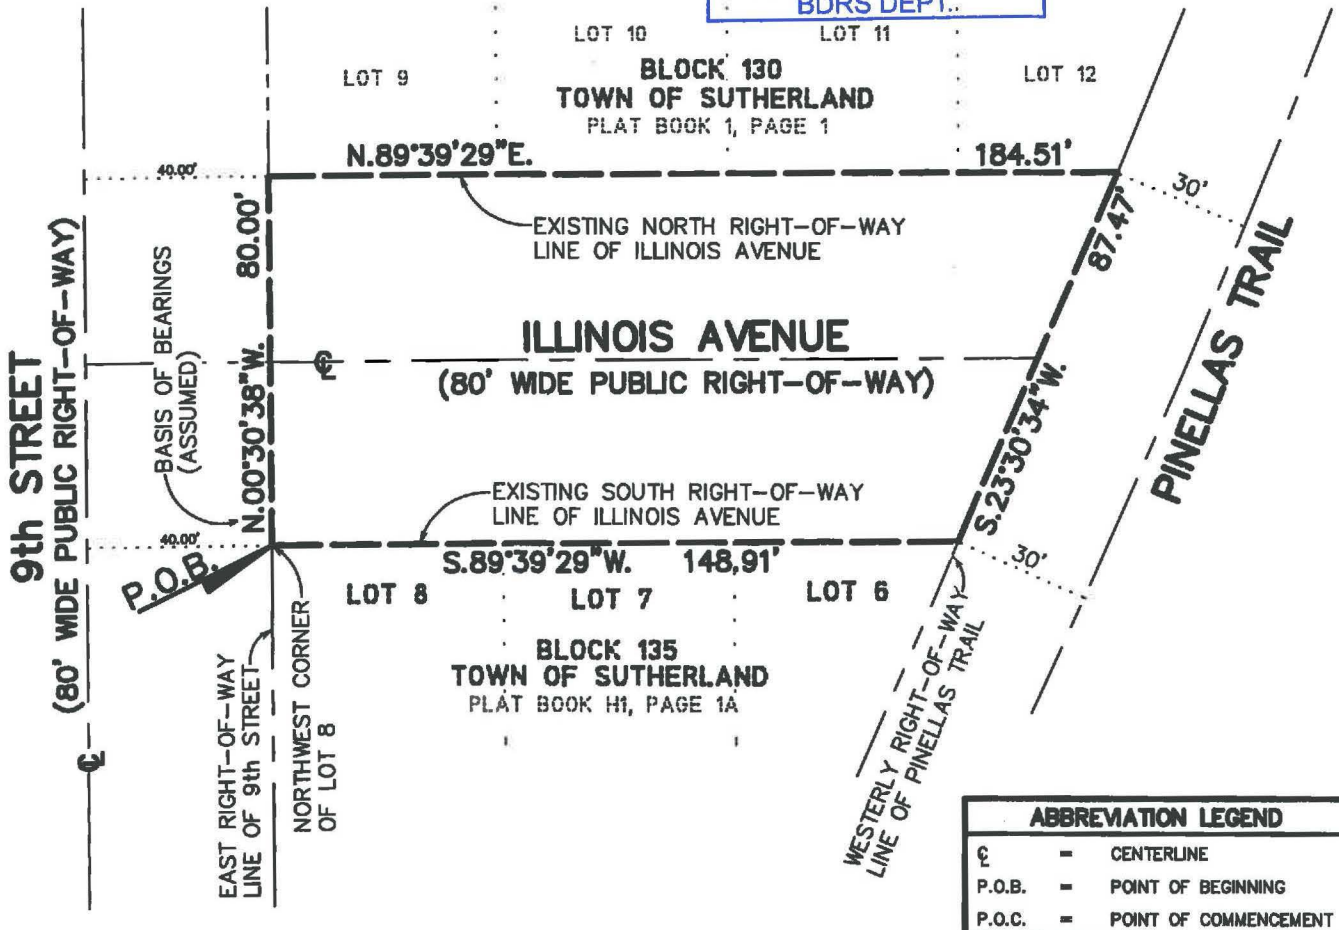 BDRS DEPT.
LOT 10
LOT 11
LOT 9
BLOCK 130
LOT 12
TOWN OF SUTHERLAND
PLAT BOOK 1, PAGE 1
N.89°39'29"E.
184.51'
40.00'
30'
80.00'
87.47'
EXISTING NORTH RIGHT-OF-WAY
LINE OF ILLINOIS AVENUE
9th STREET
(80' WIDE PUBLIC RIGHT-OF-WAY)
BASIS OF BEARINGS
(ASSUMED)
N.00°30'38"W.
℄
ILLINOIS AVENUE
(80' WIDE PUBLIC RIGHT-OF-WAY)
PINELLAS TRAIL
S.23°30'34"W.
EXISTING SOUTH RIGHT-OF-WAY
LINE OF ILLINOIS AVENUE
40.00'
P.O.B.
S.89°39'29"W.
148.91'
30'
LOT 8
LOT 7
LOT 6
BLOCK 135
TOWN OF SUTHERLAND
PLAT BOOK H1, PAGE 1A
℄
EAST RIGHT-OF-WAY
LINE OF 9th STREET
NORTHWEST CORNER
OF LOT 8
WESTERLY RIGHT-OF-WAY
LINE OF PINELLAS TRAIL
ABBREVIATION LEGEND
℄ = CENTERLINE
P.O.B. = POINT OF BEGINNING
P.O.C. = POINT OF COMMENCEMENT